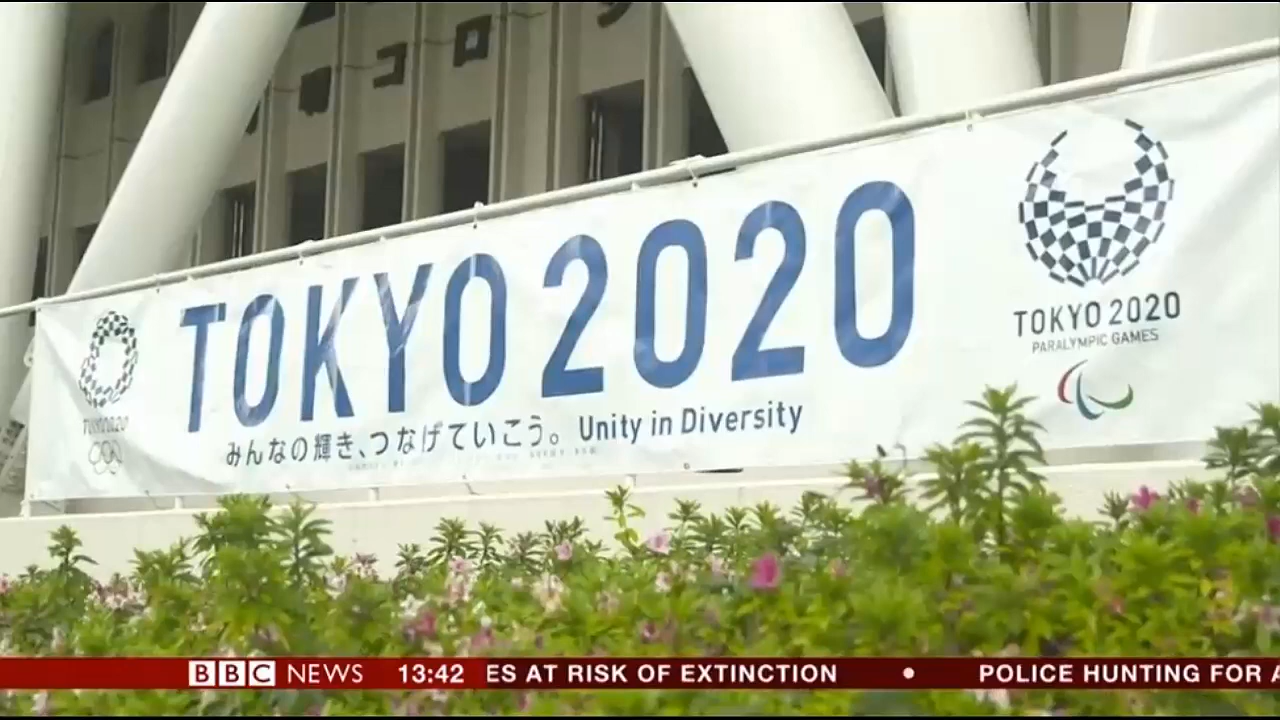 TOKYO 2020
TOKYO 2020
みんなの輝き、つなげていこう。 Unity in Diversity
TOKYO 2020
PARALYMPIC GAMES
BBC NEWS 13:42 ES AT RISK OF EXTINCTION • POLICE HUNTING FOR A